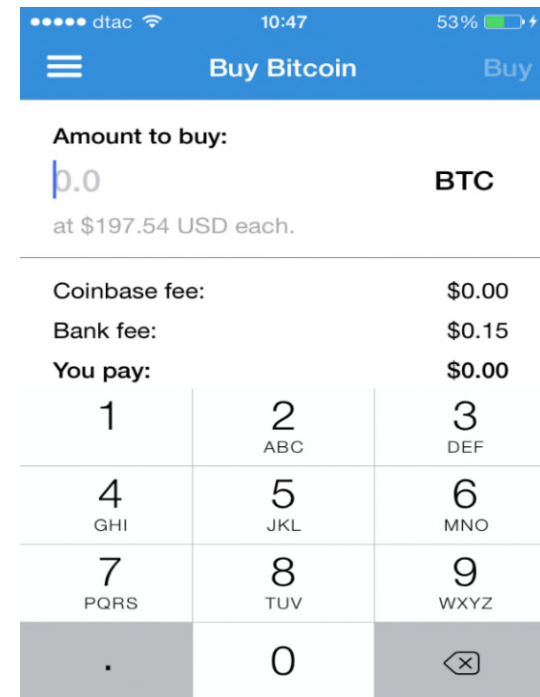 dtac 10:47 53%
Buy Bitcoin Buy
Amount to buy:
0.0 BTC
at $197.54 USD each.
Coinbase fee: $0.00
Bank fee: $0.15
You pay: $0.00
1 2 3
ABC DEF
4 5 6
GHI JKL MNO
7 8 9
PQRS TUV WXYZ
. 0